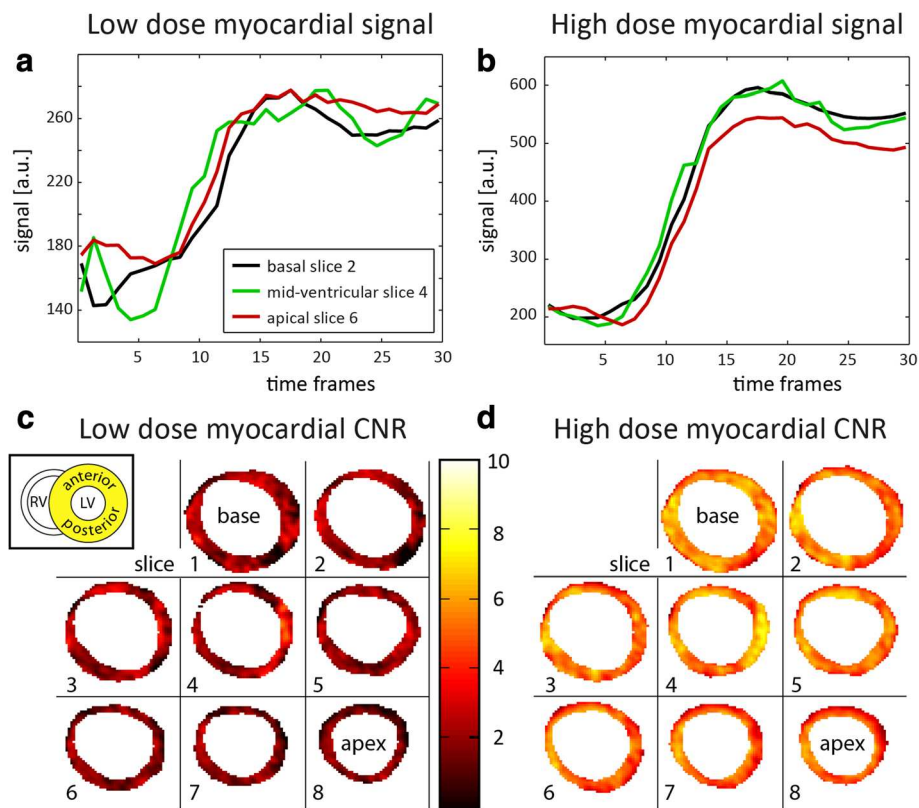 Low dose myocardial signal
High dose myocardial signal
a
b
signal [a.u.]
260
220
180
140
basal slice 2
mid-ventricular slice 4
apical slice 6
5 10 15 20 25 30
time frames
signal [a.u.]
600
500
400
300
200
5 10 15 20 25 30
time frames
c
d
Low dose myocardial CNR
High dose myocardial CNR
RV
anterior
LV
posterior
base
slice 1 2
3 4 5
apex
6 7 8
10
8
6
4
2
base
slice 1 2
3 4 5
apex
6 7 8